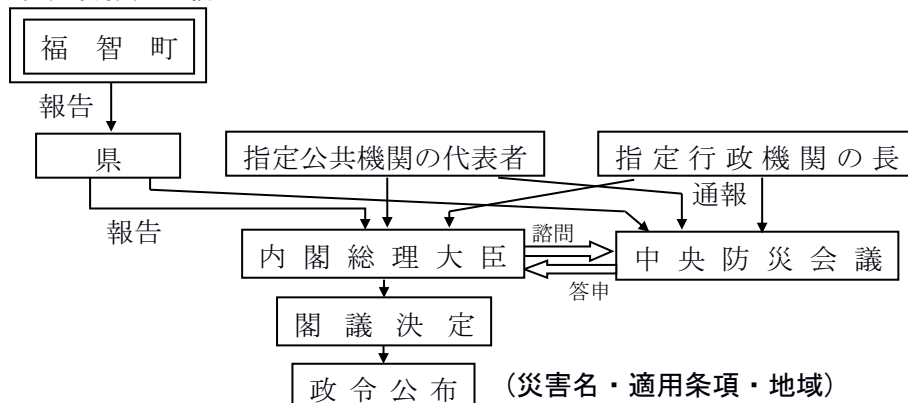 福智町
報告
県
指定公共機関の代表者
指定行政機関の長
通報
報告
内閣総理大臣
諮問
中央防災会議
答申
閣議決定
政令公布
(災害名・適用条項・地域)